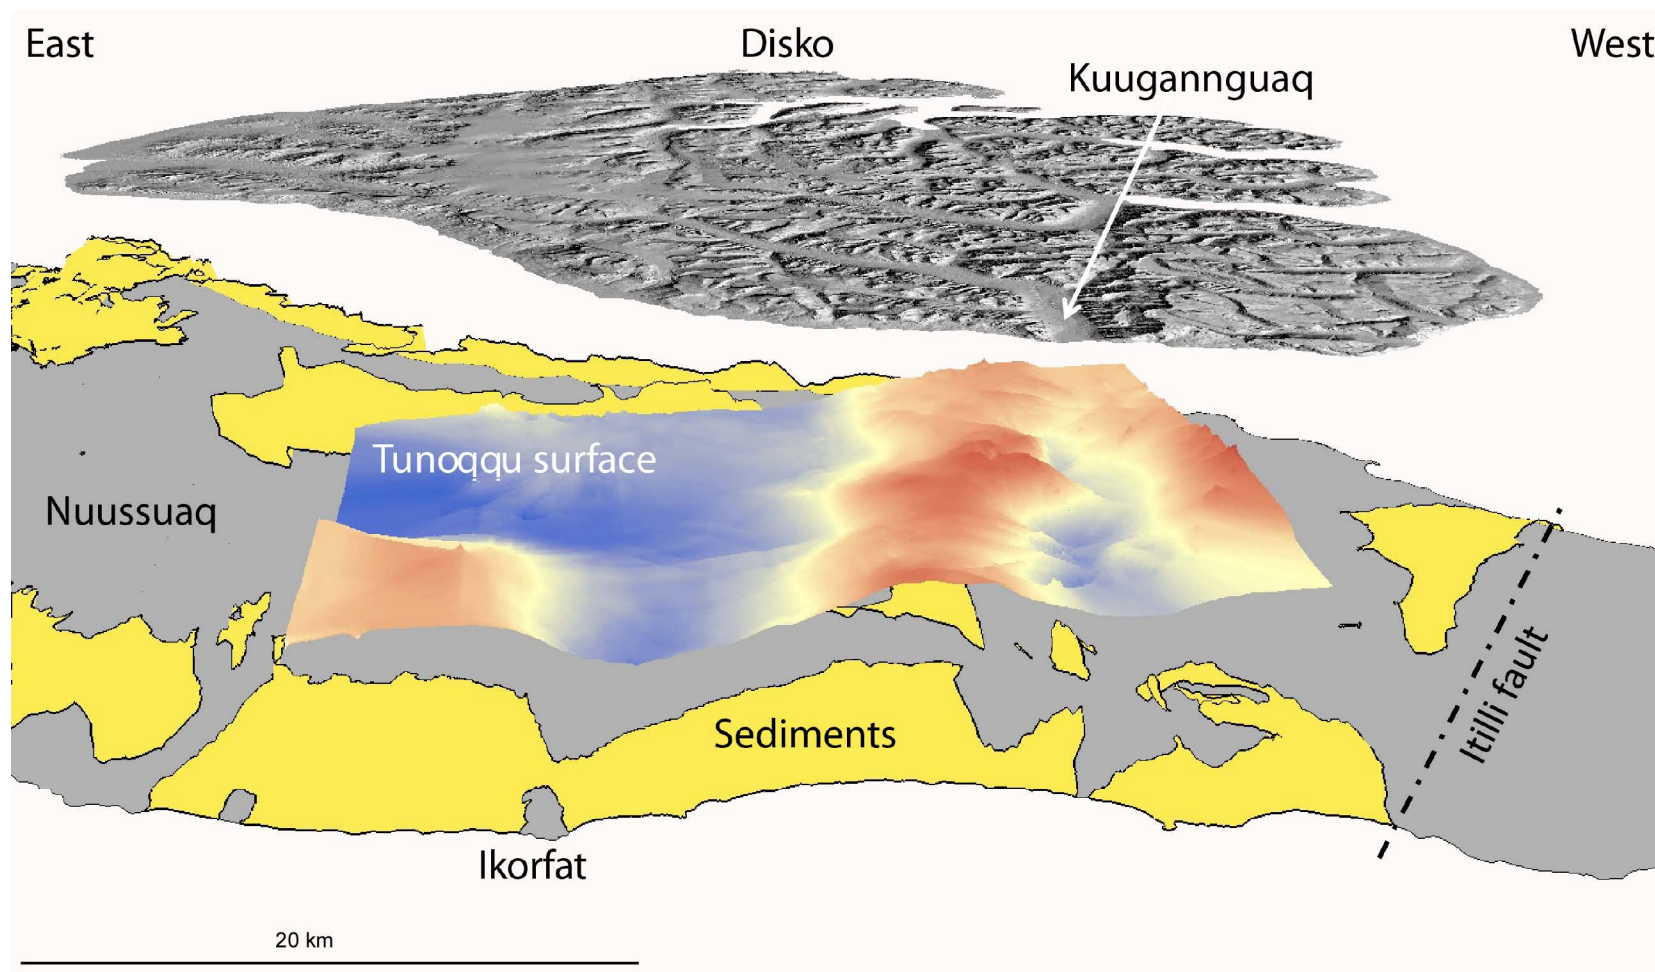 East
Disko
West
Kuugannguaq
Tunoqqu surface
Nuussuaq
Sediments
Itilli fault
Ikorfat
20 km